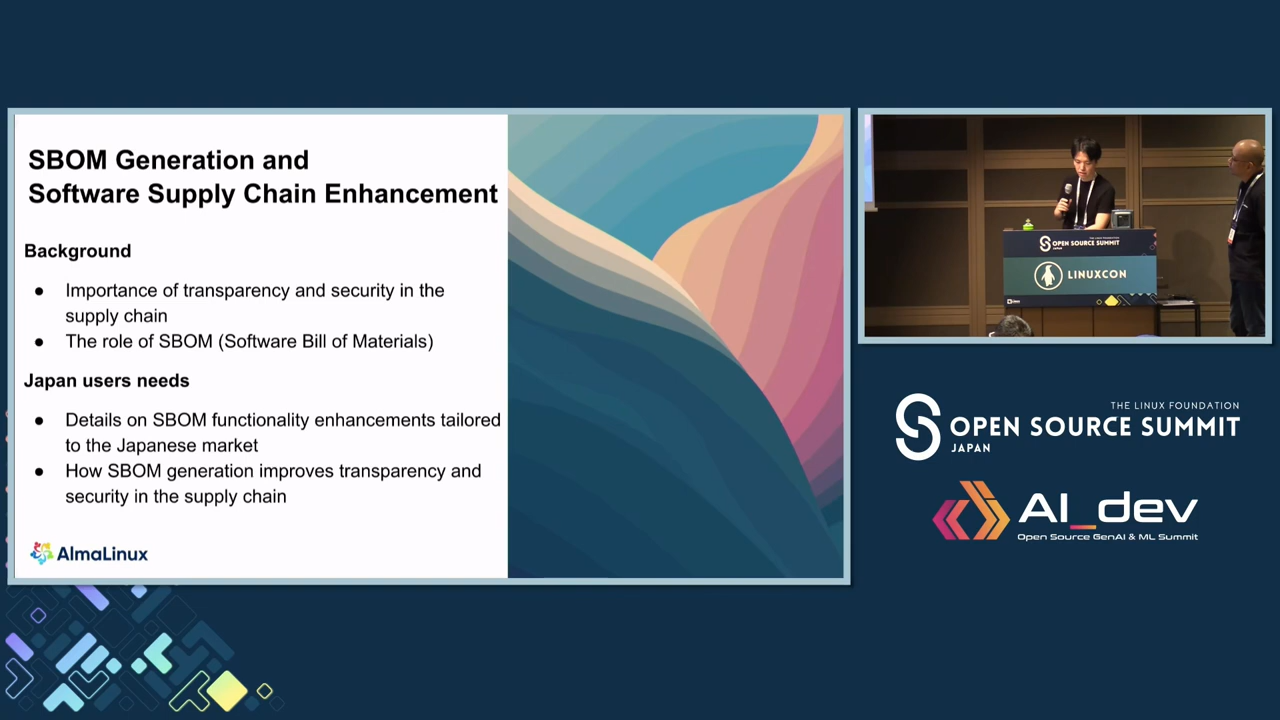 SBOM Generation and
Software Supply Chain Enhancement
Background
● Importance of transparency and security in the
supply chain
● The role of SBOM (Software Bill of Materials)
Japan users needs
● Details on SBOM functionality enhancements tailored
to the Japanese market
● How SBOM generation improves transparency and
security in the supply chain
AlmaLinux
OPEN SOURCE SUMMIT
LINUXCON
THE LINUX FOUNDATION
OPEN SOURCE SUMMIT
JAPAN
AI_dev
Open Source GenAI & ML Summit